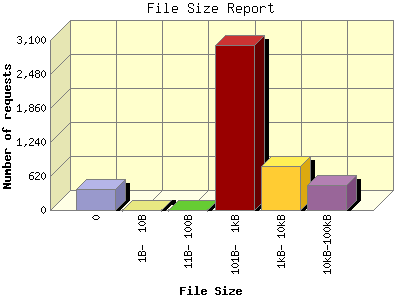 File Size Report
3,100
2,480
1,860
1,240
620
0
Number of requests
0
1B- 10B
11B- 100B
101B- 1kB
1kB- 10kB
10kB-100kB
File Size